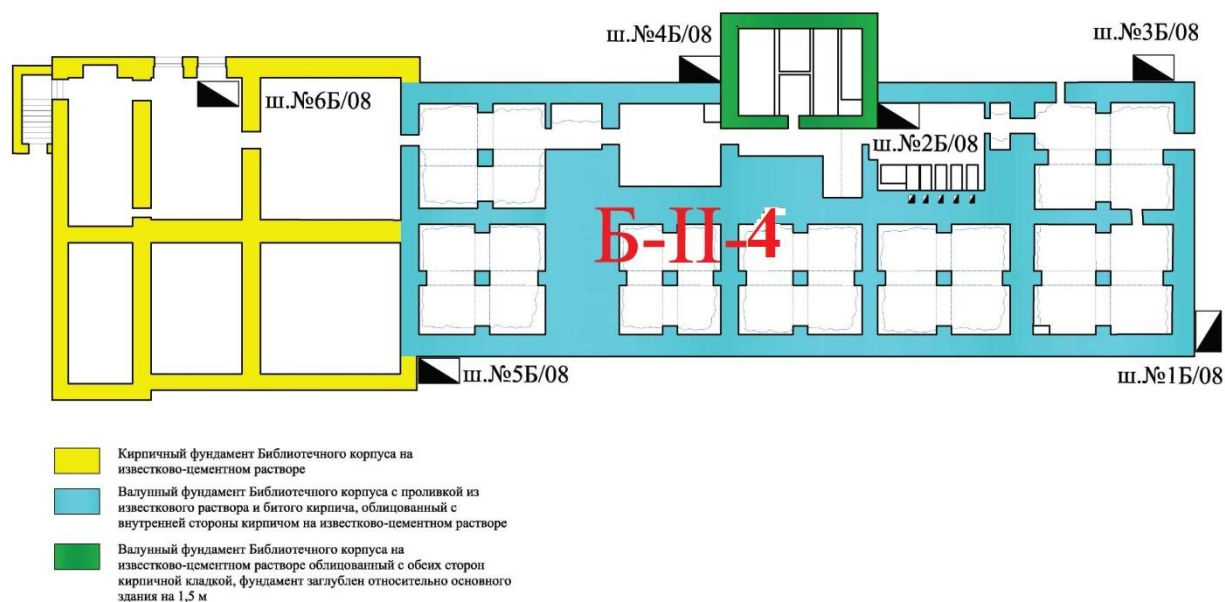 ш.№4Б/08
ш.№3Б/08
ш.№6Б/08
ш.№2Б/08
Б-II-4
ш.№5Б/08
ш.№1Б/08
Кирпичный фундамент Библиотечного корпуса на
известково-цементном растворе
Валунный фундамент Библиотечного корпуса с проливкой из
известкового раствора и битого кирпича, облицованный с
внутренней стороны кирпичом на известково-цементном растворе
Валунный фундамент Библиотечного корпуса на
известково-цементном растворе облицованный с обеих сторон
кирпичной кладкой, фундамент заглублен относительно основного
здания на 1,5 м